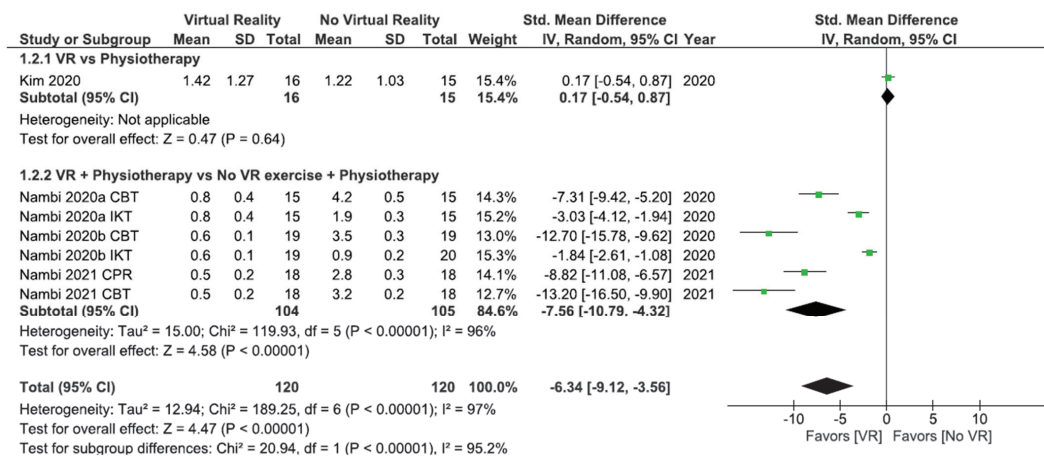 Virtual Reality No Virtual Reality Std. Mean Difference Std. Mean Difference
Study or Subgroup Mean SD Total Mean SD Total Weight IV, Random, 95% CI Year IV, Random, 95% CI
1.2.1 VR vs Physiotherapy
Kim 2020 1.42 1.27 16 1.22 1.03 15 15.4% 0.17 [-0.54, 0.87] 2020
Subtotal (95% CI) 16 15 15.4% 0.17 [-0.54, 0.87]
Heterogeneity: Not applicable
Test for overall effect: Z = 0.47 (P = 0.64)
1.2.2 VR + Physiotherapy vs No VR exercise + Physiotherapy
Nambi 2020a CBT 0.8 0.4 15 4.2 0.5 15 14.3% -7.31 [-9.42, -5.20] 2020
Nambi 2020a IKT 0.8 0.4 15 1.9 0.3 15 15.2% -3.03 [-4.12, -1.94] 2020
Nambi 2020b CBT 0.6 0.1 19 3.5 0.3 19 13.0% -12.70 [-15.78, -9.62] 2020
Nambi 2020b IKT 0.6 0.1 19 0.9 0.2 20 15.3% -1.84 [-2.61, -1.08] 2020
Nambi 2021 CPR 0.5 0.2 18 2.8 0.3 18 14.1% -8.82 [-11.08, -6.57] 2021
Nambi 2021 CBT 0.5 0.2 18 3.2 0.2 18 12.7% -13.20 [-16.50, -9.90] 2021
Subtotal (95% CI) 104 105 84.6% -7.56 [-10.79. -4.32]
Heterogeneity: Tau² = 15.00; Chi² = 119.93, df = 5 (P < 0.00001); I² = 96%
Test for overall effect: Z = 4.58 (P < 0.00001)
Total (95% CI) 120 120 100.0% -6.34 [-9.12, -3.56]
Heterogeneity: Tau² = 12.94; Chi² = 189.25, df = 6 (P < 0.00001); I² = 97%
Test for overall effect: Z = 4.47 (P < 0.00001)
Test for subgroup differences: Chi² = 20.94, df = 1 (P < 0.00001), I² = 95.2%
-10 -5 0 5 10
Favors [VR] Favors [No VR]